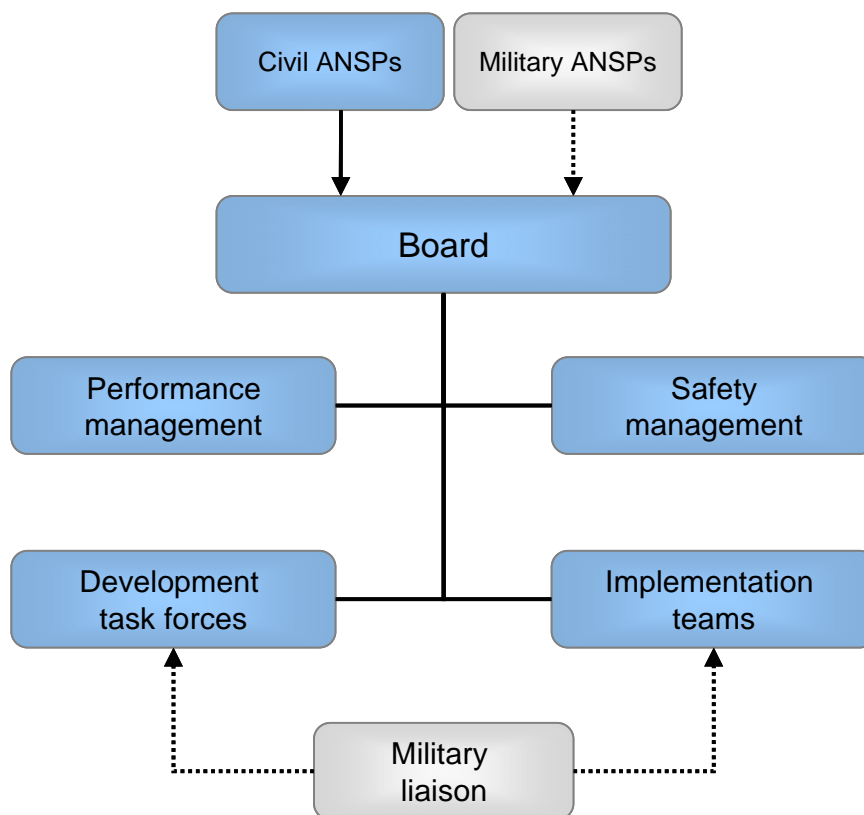 Civil ANSPs
Military ANSPs
Board
Performance
management
Safety
management
Development
task forces
Implementation
teams
Military
liaison